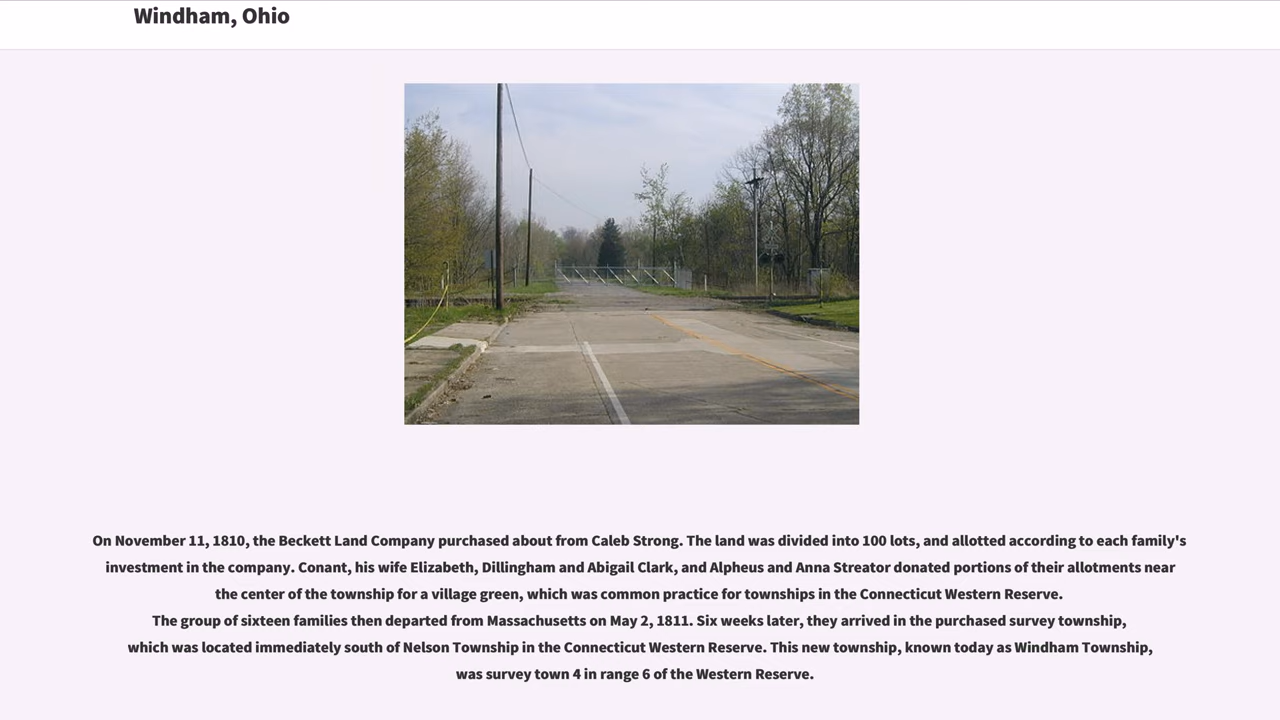 Windham, Ohio
On November 11, 1810, the Beckett Land Company purchased about from Caleb Strong. The land was divided into 100 lots, and allotted according to each family's
investment in the company. Conant, his wife Elizabeth, Dillingham and Abigail Clark, and Alpheus and Anna Streator donated portions of their allotments near
the center of the township for a village green, which was common practice for townships in the Connecticut Western Reserve.
The group of sixteen families then departed from Massachusetts on May 2, 1811. Six weeks later, they arrived in the purchased survey township,
which was located immediately south of Nelson Township in the Connecticut Western Reserve. This new township, known today as Windham Township,
was survey town 4 in range 6 of the Western Reserve.